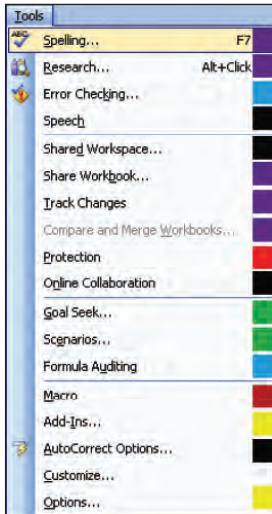 Tools
ABC Spelling... F7
Research... Alt+Click
Error Checking...
Speech
Shared Workspace...
Share Workbook...
Track Changes
Compare and Merge Workbooks...
Protection
Online Collaboration
Goal Seek...
Scenarios...
Formula Auditing
Macro
Add-Ins...
AutoCorrect Options...
Customize...
Options...